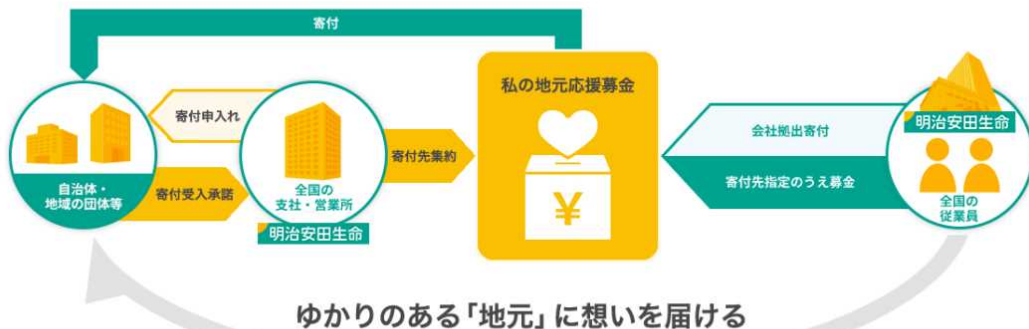 寄付
私の地元応援募金
寄付申入れ
明治安田生命
会社拠出寄付
寄付先集約
自治体・
地域の団体等
寄付受入承諾
全国の
支社・営業所
寄付先指定のうえ募金
全国の
従業員
¥
明治安田生命
ゆかりのある「地元」に想いを届ける